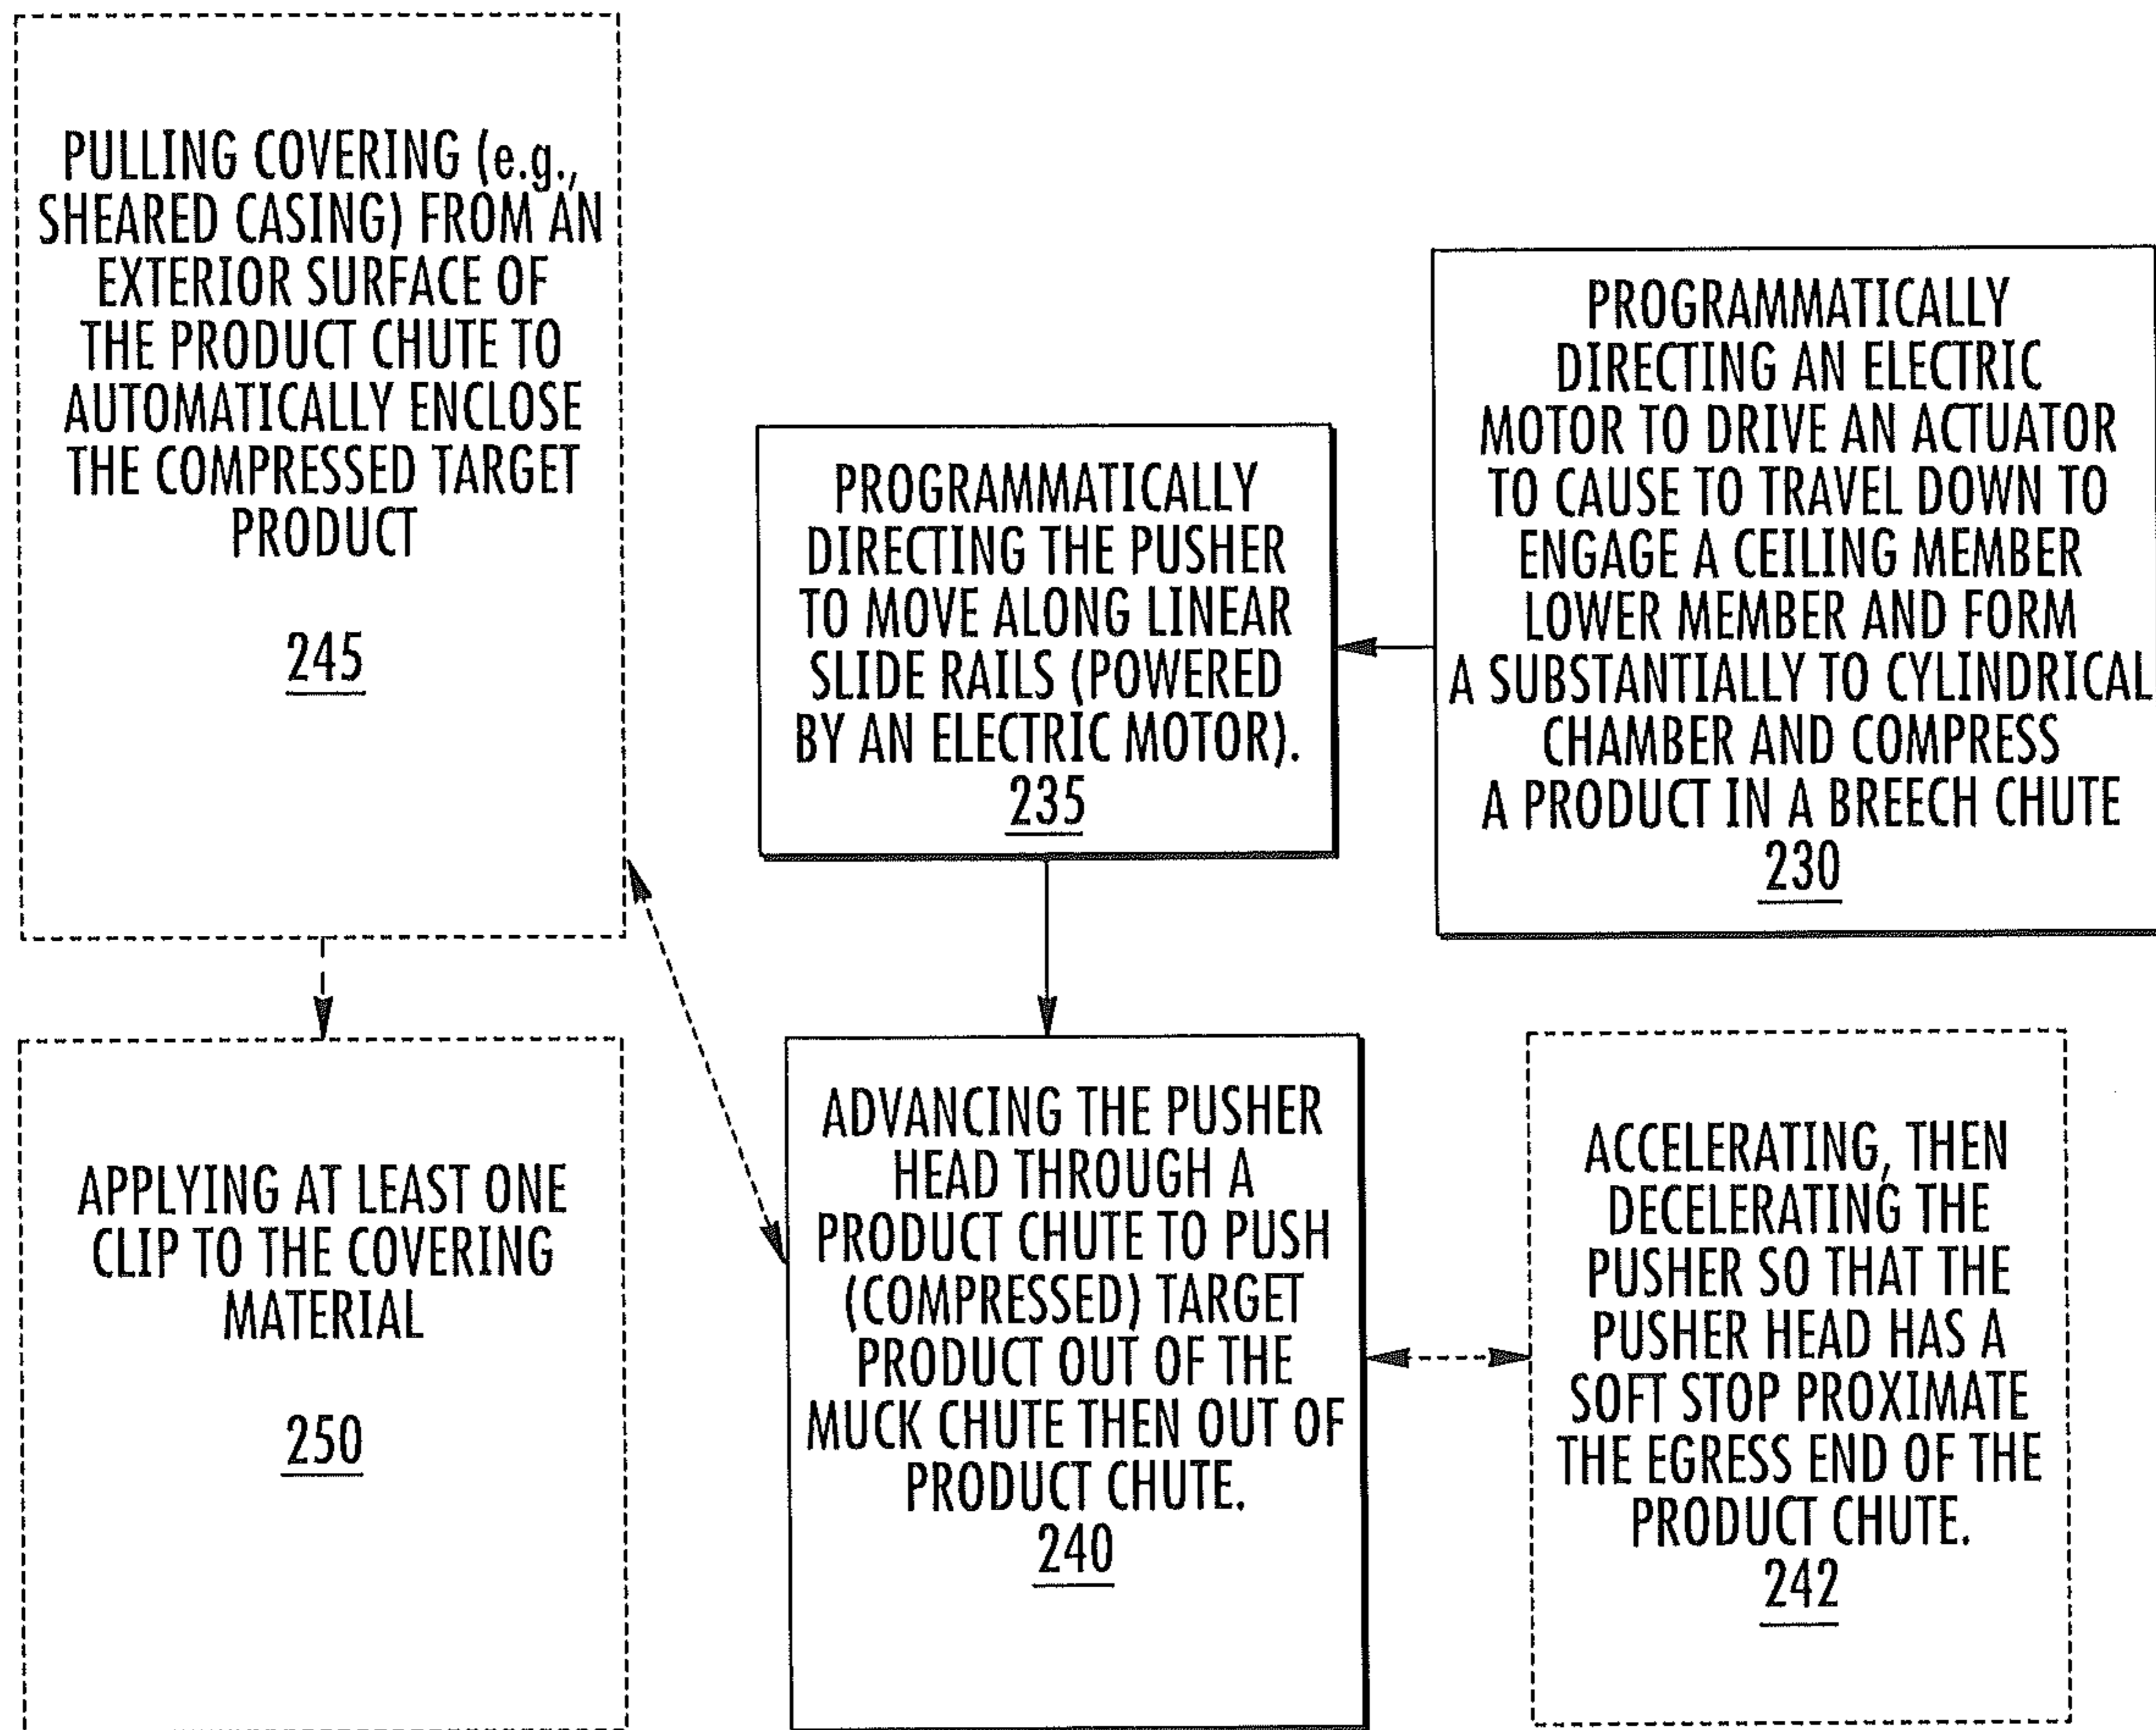 PULLING COVERING (e.g.,
SHEARED CASING) FROM AN
EXTERIOR SURFACE OF
THE PRODUCT CHUTE TO
AUTOMATICALLY ENCLOSE
THE COMPRESSED TARGET
PRODUCT
245
PROGRAMMATICALLY
DIRECTING THE PUSHER
TO MOVE ALONG LINEAR
SLIDE RAILS (POWERED
BY AN ELECTRIC MOTOR).
235
PROGRAMMATICALLY
DIRECTING AN ELECTRIC
MOTOR TO DRIVE AN ACTUATOR
TO CAUSE TO TRAVEL DOWN TO
ENGAGE A CEILING MEMBER
LOWER MEMBER AND FORM
A SUBSTANTIALLY TO CYLINDRICAL
CHAMBER AND COMPRESS
A PRODUCT IN A BREECH CHUTE
230
APPLYING AT LEAST ONE
CLIP TO THE COVERING
MATERIAL
250
ADVANCING THE PUSHER
HEAD THROUGH A
PRODUCT CHUTE TO PUSH
(COMPRESSED) TARGET
PRODUCT OUT OF THE
MUCK CHUTE THEN OUT OF
PRODUCT CHUTE.
240
ACCELERATING, THEN
DECELERATING THE
PUSHER SO THAT THE
PUSHER HEAD HAS A
SOFT STOP PROXIMATE
THE EGRESS END OF THE
PRODUCT CHUTE.
242